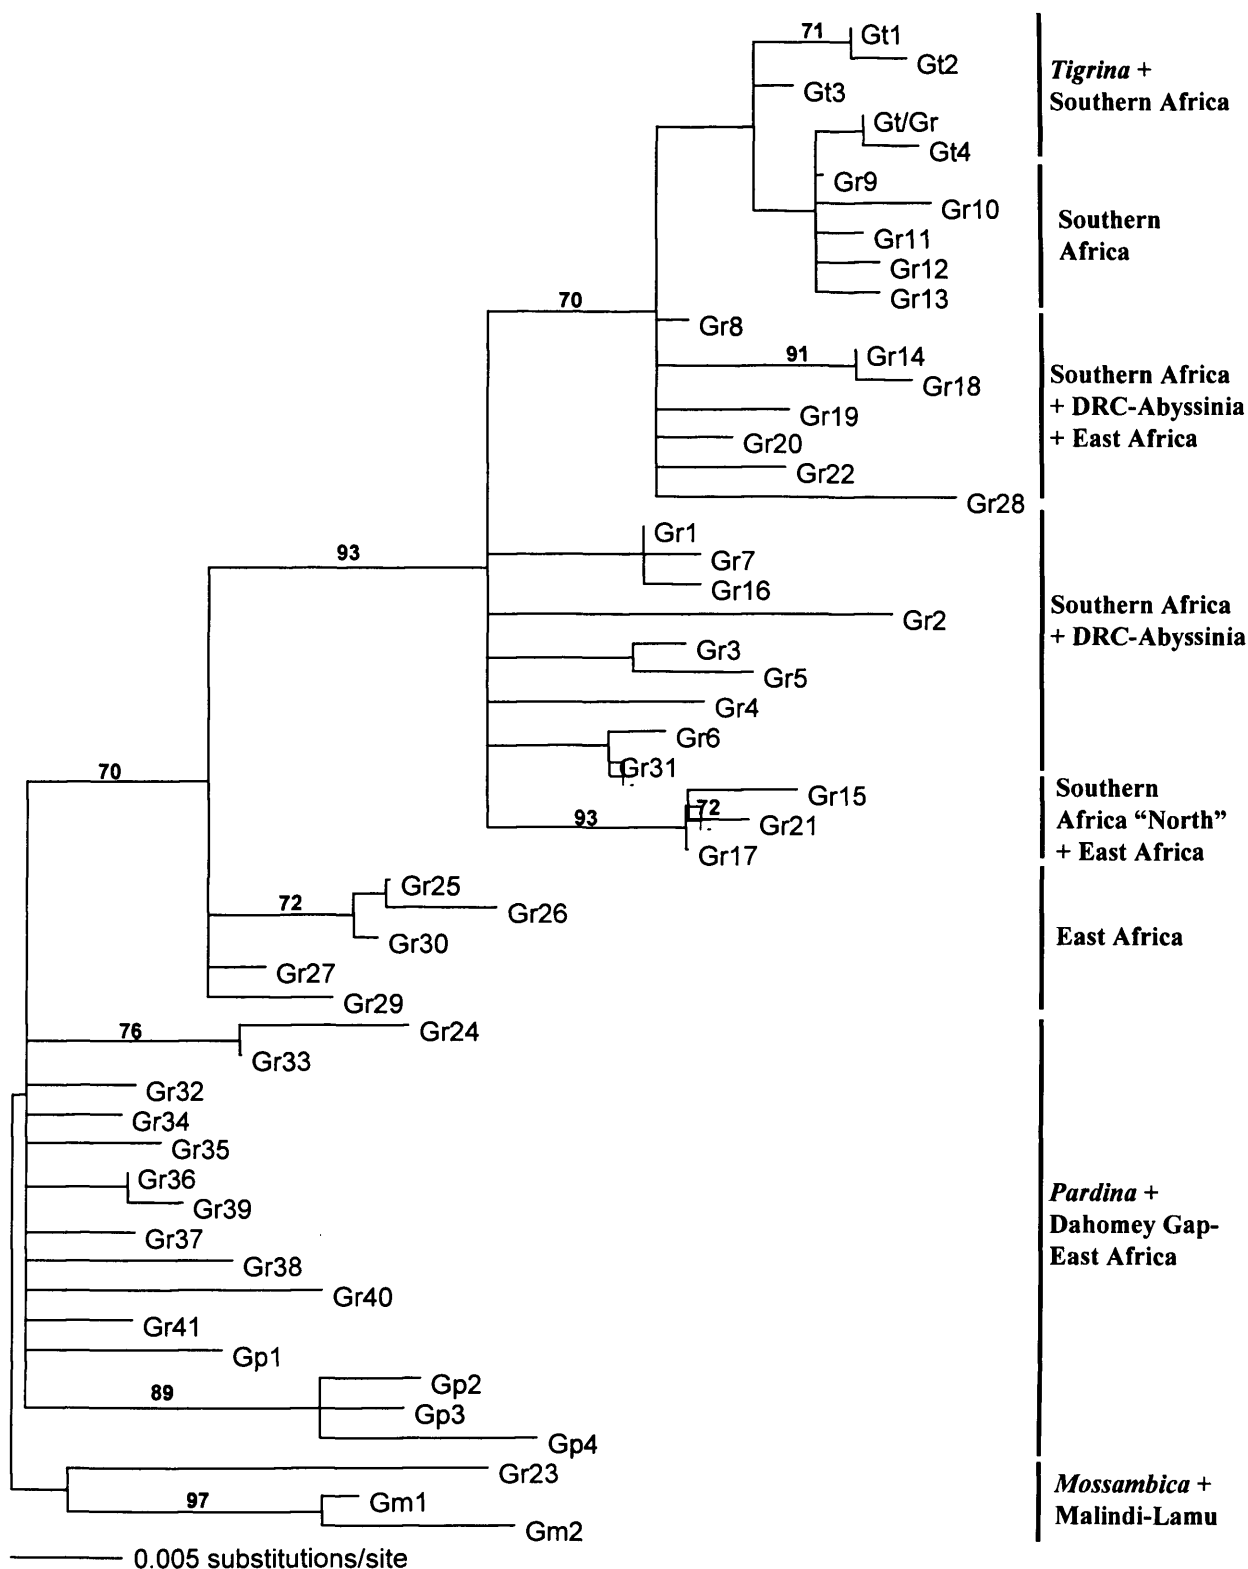 71
Gt1
Gt2
Gt3
Gt/Gr
Gt4
Tigrina +
Southern Africa
Gr9
Gr10
Gr11
Gr12
Gr13
Southern
Africa
70
Gr8
91
Gr14
Gr18
Gr19
Gr20
Gr22
Gr28
Southern Africa
+ DRC-Abyssinia
+ East Africa
93
Gr1
Gr7
Gr16
Gr2
Gr3
Gr5
Gr4
Gr6
Gr31
Southern Africa
+ DRC-Abyssinia
70
93
72
Gr15
Gr21
Gr17
Southern
Africa “North”
+ East Africa
72
Gr25
Gr26
Gr30
Gr27
Gr29
East Africa
76
Gr24
Gr33
Gr32
Gr34
Gr35
Gr36
Gr39
Gr37
Gr38
Gr40
Gr41
Gp1
89
Gp2
Gp3
Gp4
Pardina +
Dahomey Gap-
East Africa
Gr23
97
Gm1
Gm2
Mossambica +
Malindi-Lamu
0.005 substitutions/site